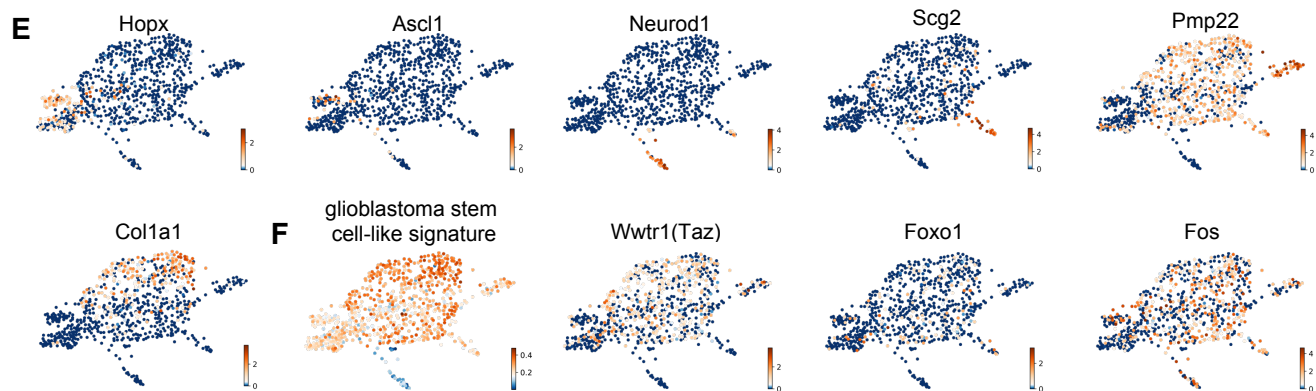 E
Hopx
Ascl1
Neurod1
Scg2
Pmp22
2
0
2
0
4
2
0
4
2
0
4
2
0
Col1a1
F
glioblastoma stem
cell-like signature
Wwtr1(Taz)
Foxo1
Fos
2
0
0.4
0.2
2
0
2
0
4
2
0